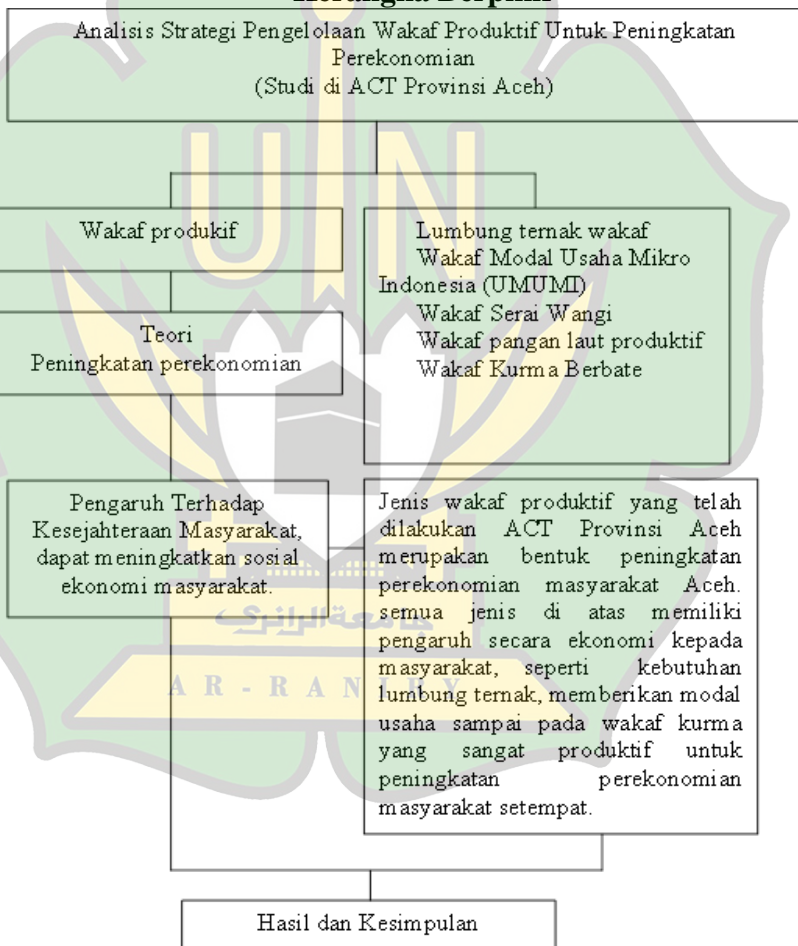 Kerangka Berpikir
Analisis Strategi Pengelolaan Wakaf Produktif Untuk Peningkatan
Perekonomian
(Studi di ACT Provinsi Aceh)
UIN
Wakaf produkif
Teori
Peningkatan perekonomian
Lumbung ternak wakaf
Wakaf Modal Usaha Mikro
Indonesia (UMUMI)
Wakaf Serai Wangi
Wakaf pangan laut produktif
Wakaf Kurma Berbate
Pengaruh Terhadap
Kesejahteraan Masyarakat,
dapat meningkatkan sosial
ekonomi masyarakat.
Jenis wakaf produktif yang telah
dilakukan ACT Provinsi Aceh
merupakan bentuk peningkatan
perekonomian masyarakat Aceh.
semua jenis di atas memiliki
pengaruh secara ekonomi kepada
masyarakat, seperti kebutuhan
lumbung ternak, memberikan modal
usaha sampai pada wakaf kurma
yang sangat produktif untuk
peningkatan perekonomian
masyarakat setempat.
جامعة الرانري
AR-RANIRY
Hasil dan Kesimpulan